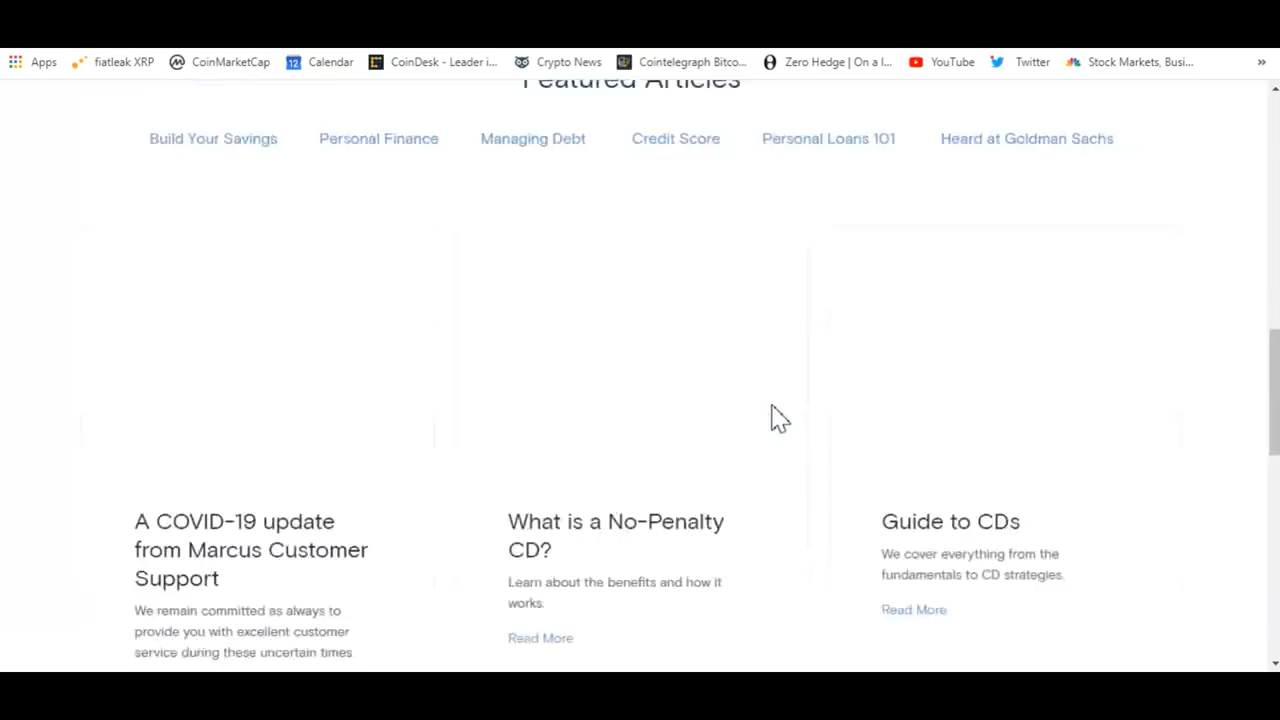 Apps fiatleak XRP CoinMarketCap 12 Calendar CoinDesk - Leader i... Crypto News Cointelegraph Bitco... Zero Hedge | On a l... YouTube Twitter Stock Markets, Busi... »
Featured Articles
Build Your Savings Personal Finance Managing Debt Credit Score Personal Loans 101 Heard at Goldman Sachs
A COVID-19 update
from Marcus Customer
Support
We remain committed as always to
provide you with excellent customer
service during these uncertain times
What is a No-Penalty
CD?
Learn about the benefits and how it
works.
Read More
Guide to CDs
We cover everything from the
fundamentals to CD strategies.
Read More